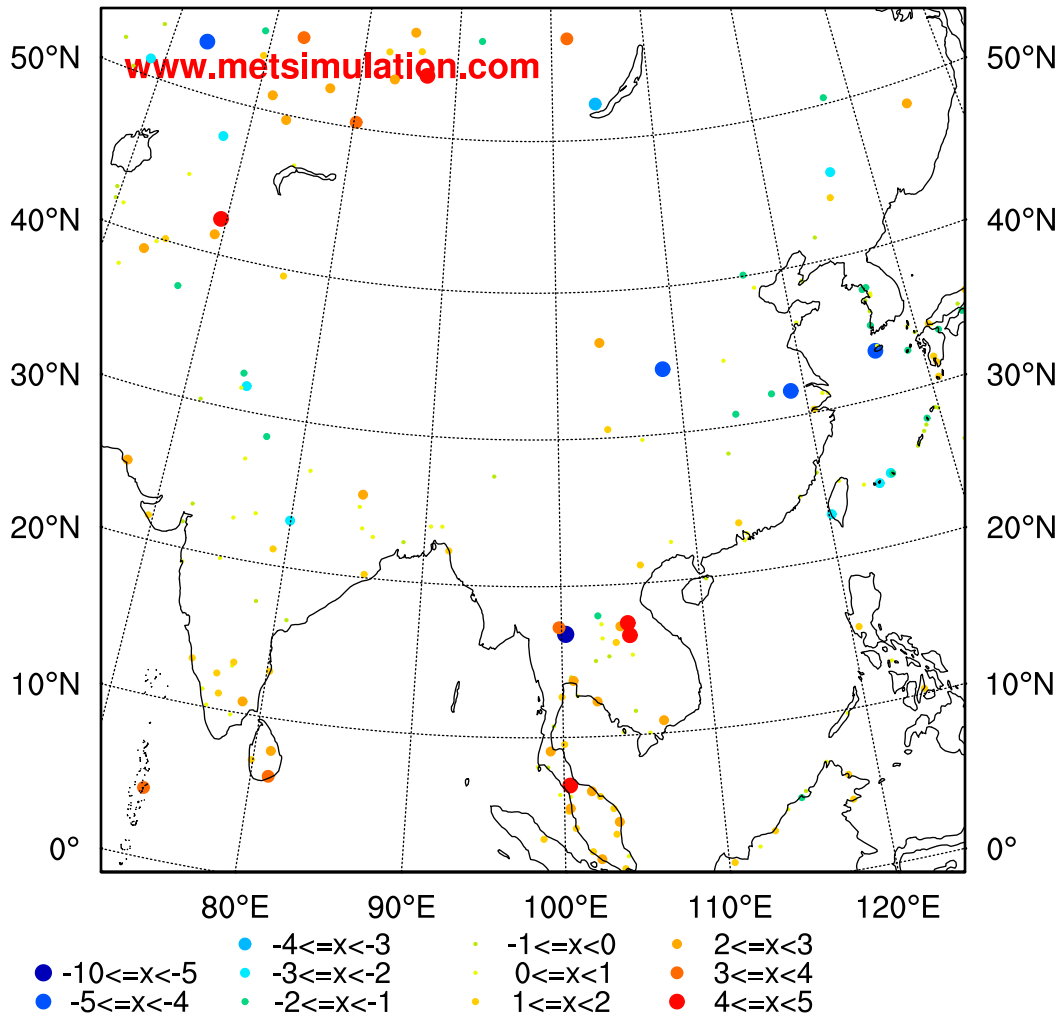 50°N 50°N
www.metsimulation.com
40°N 40°N
30°N 30°N
20°N 20°N
10°N 10°N
0° 0°
80°E 90°E 100°E 110°E 120°E
-4<=x<-3 -1<=x<0 2<=x<3
-10<=x<-5 -3<=x<-2 0<=x<1 3<=x<4
-5<=x<-4 -2<=x<-1 1<=x<2 4<=x<5